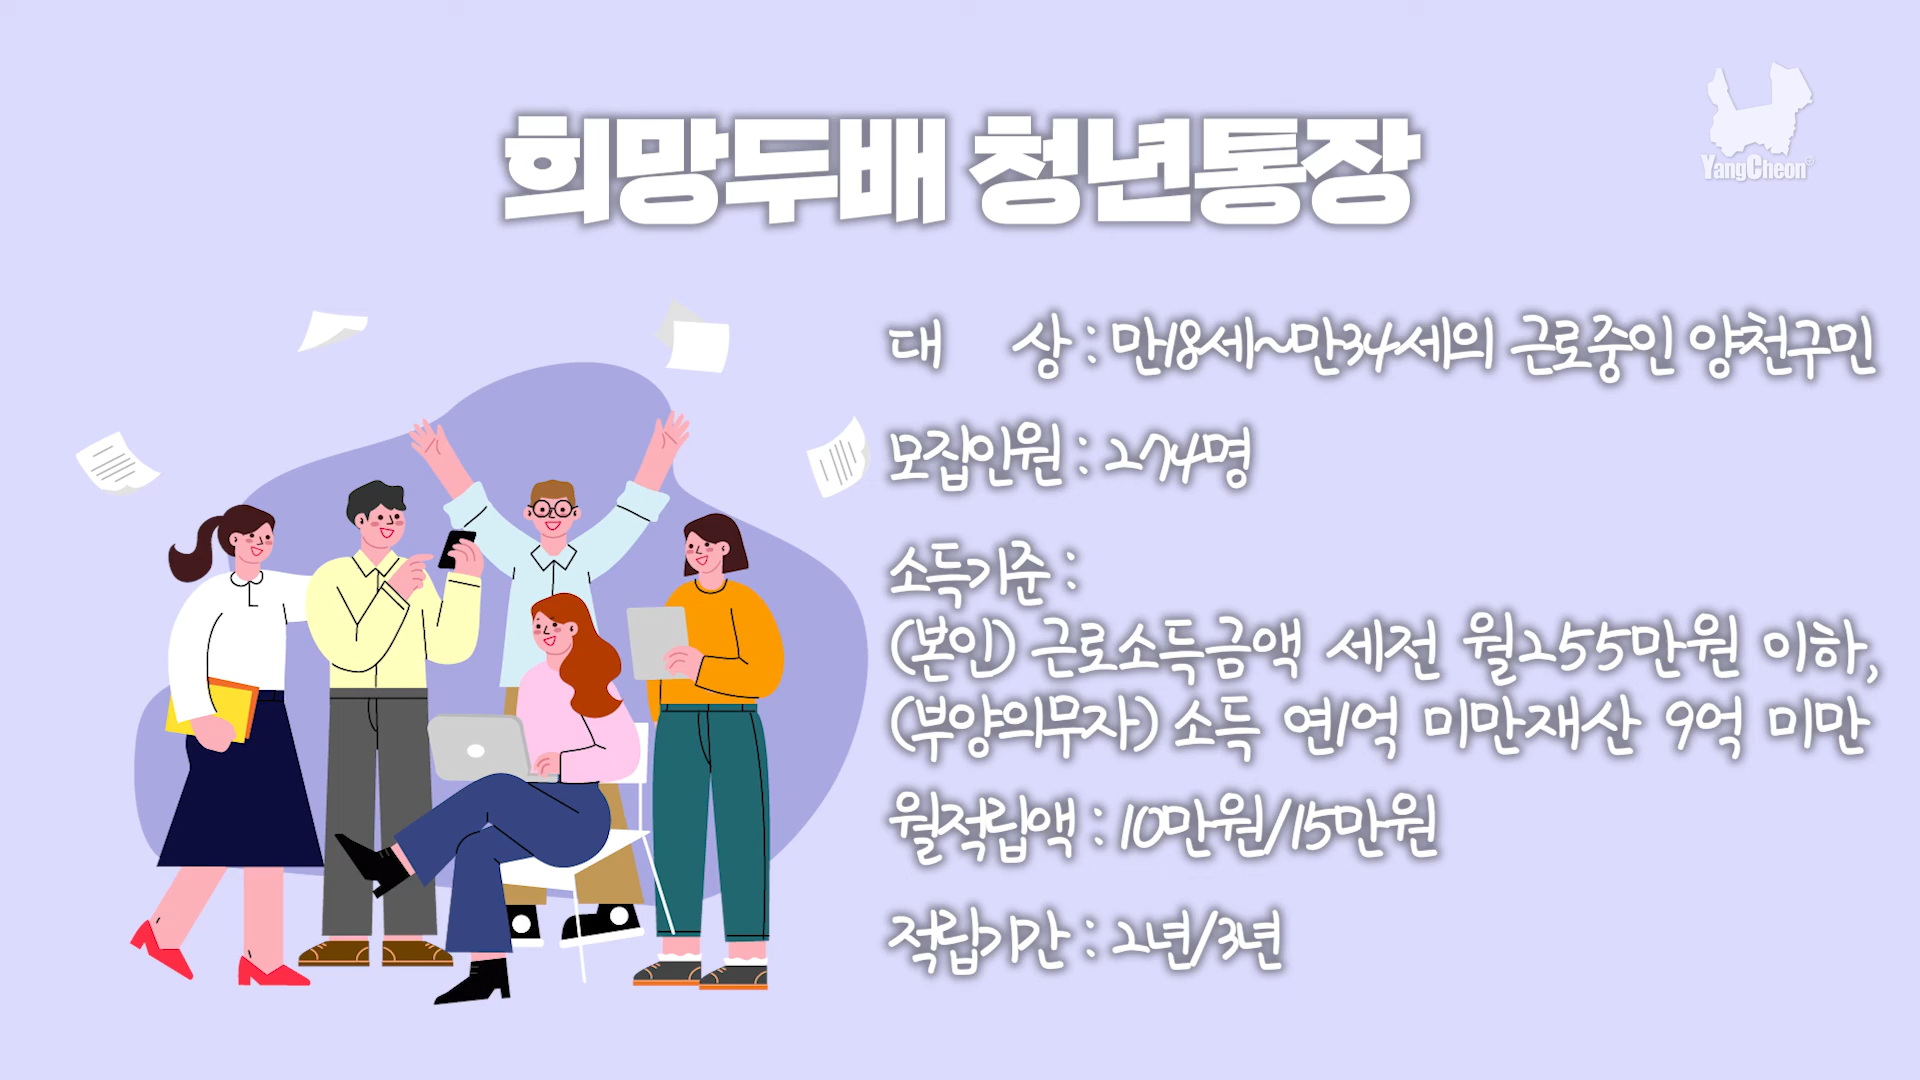 희망두배 청년통장
YangCheon
대 상 : 만18세~만34세의 근로중인 양천구민
모집인원 : 274명
소득기준 :
(본인) 근로소득금액 세전 월255만원 이하,
(부양의무자) 소득 연1억 미만재산 9억 미만
월적립액 : 10만원/15만원
적립기간 : 2년/3년